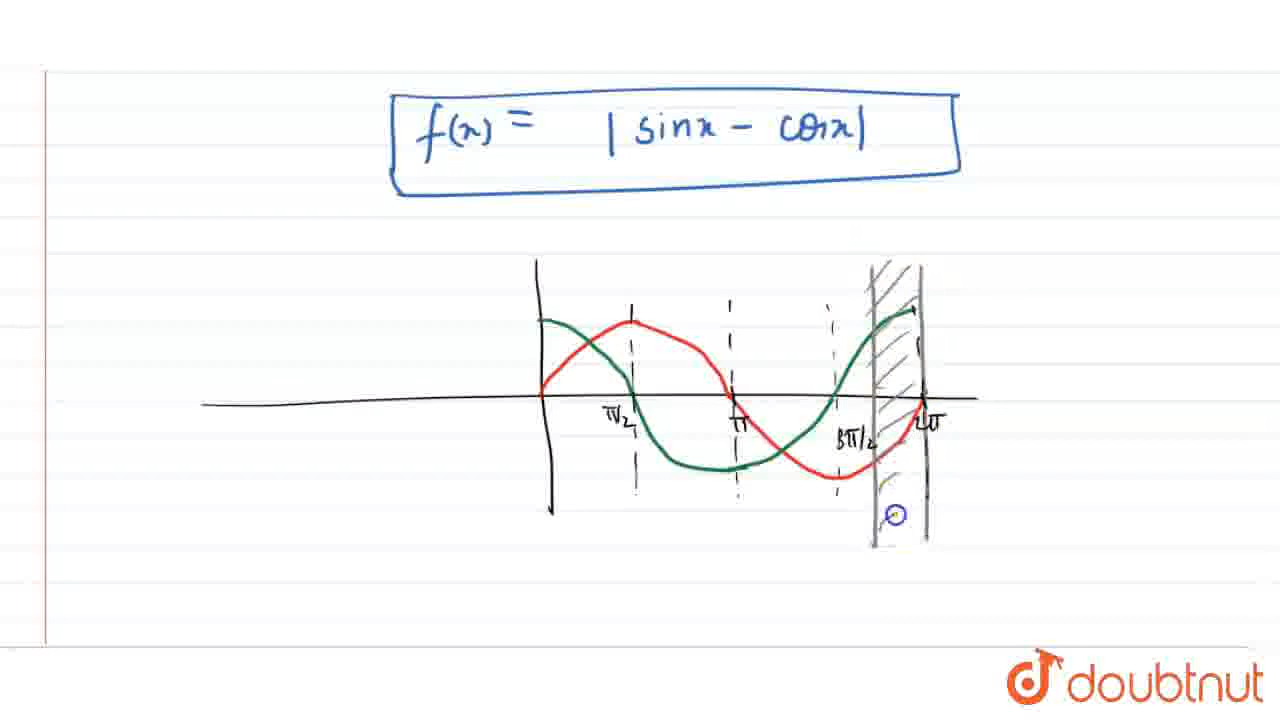 f(x) = | sinx - cosx |
π/2 π 3π/2 2π
doubtnut